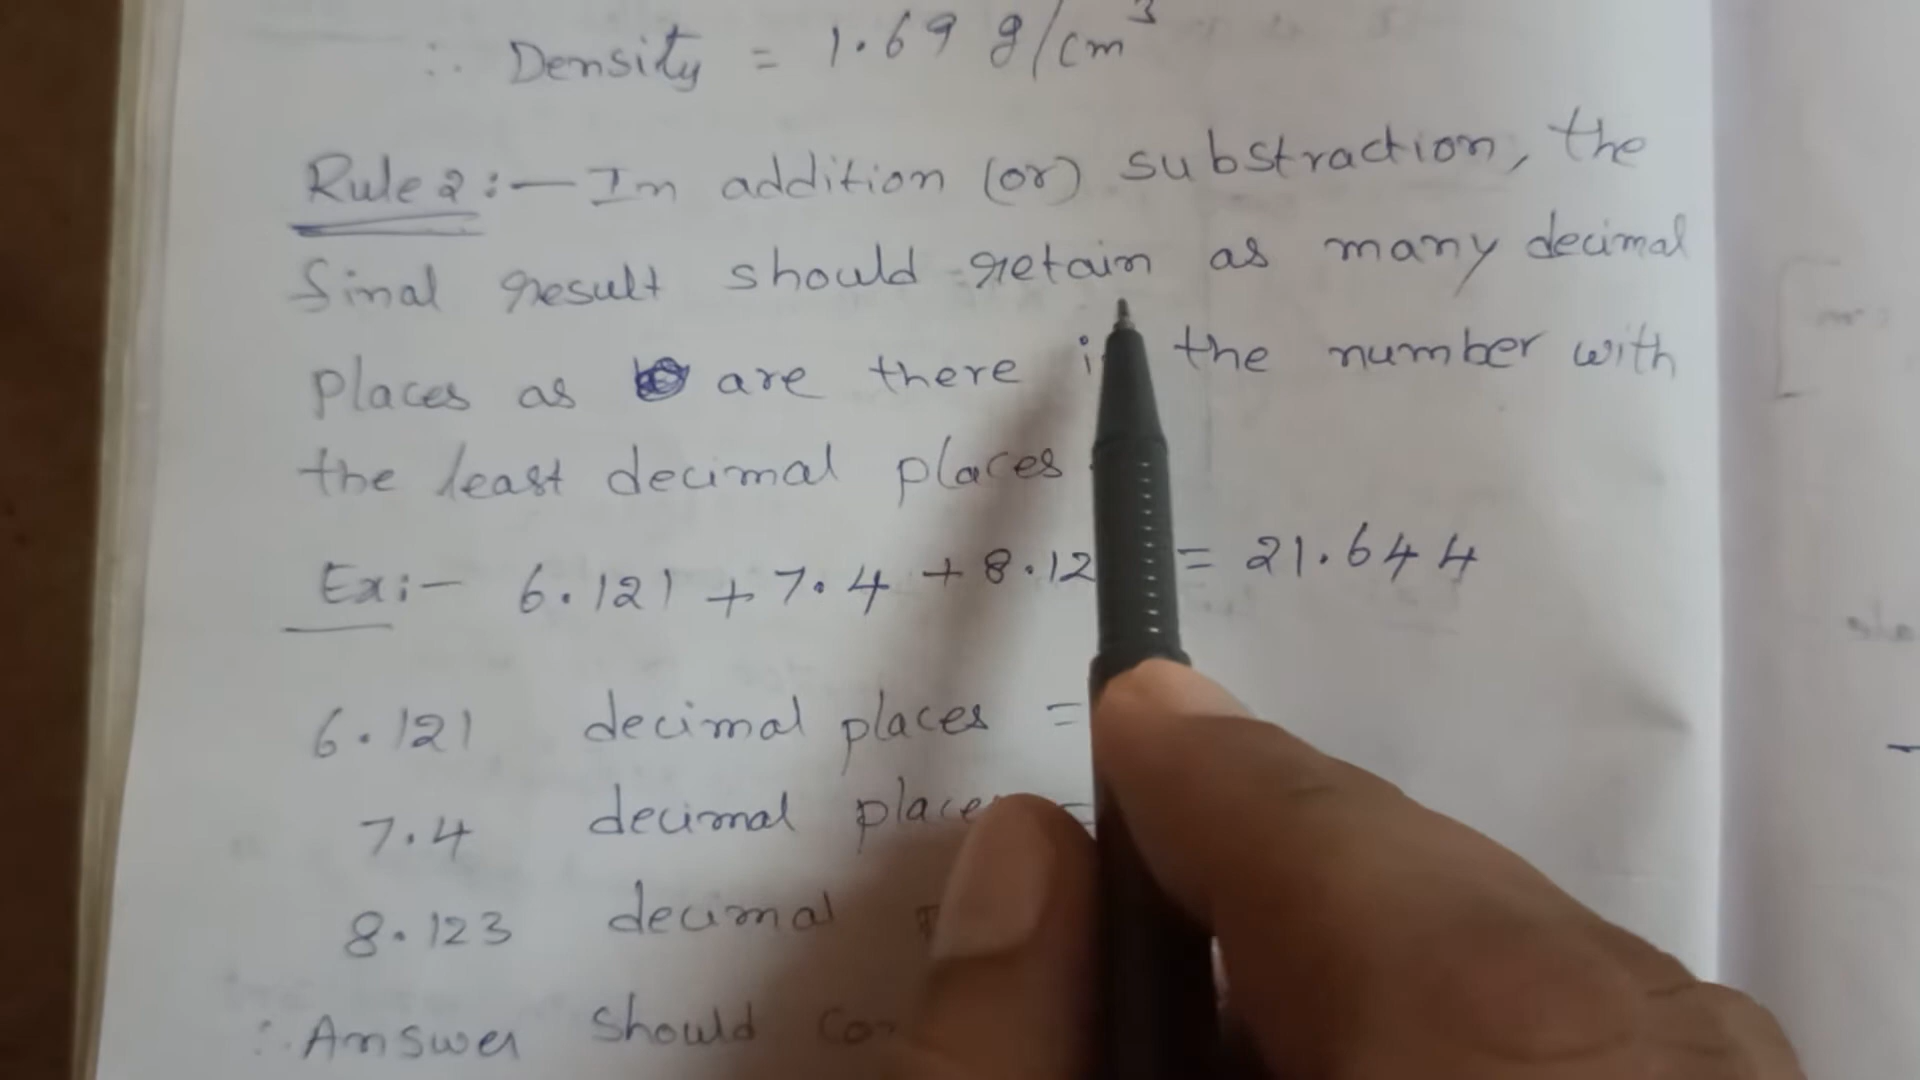 ∴ Density = 1.69 g/cm³
Rule 2:- In addition (or) substraction, the
final result should retain as many decimal
places as are there the number with
the least decimal places
Ex:- 6.121 + 7.4 + 8.12 = 21.644
6.121 decimal places =
7.4 decimal place =
8.123 decimal
∴ Answer should